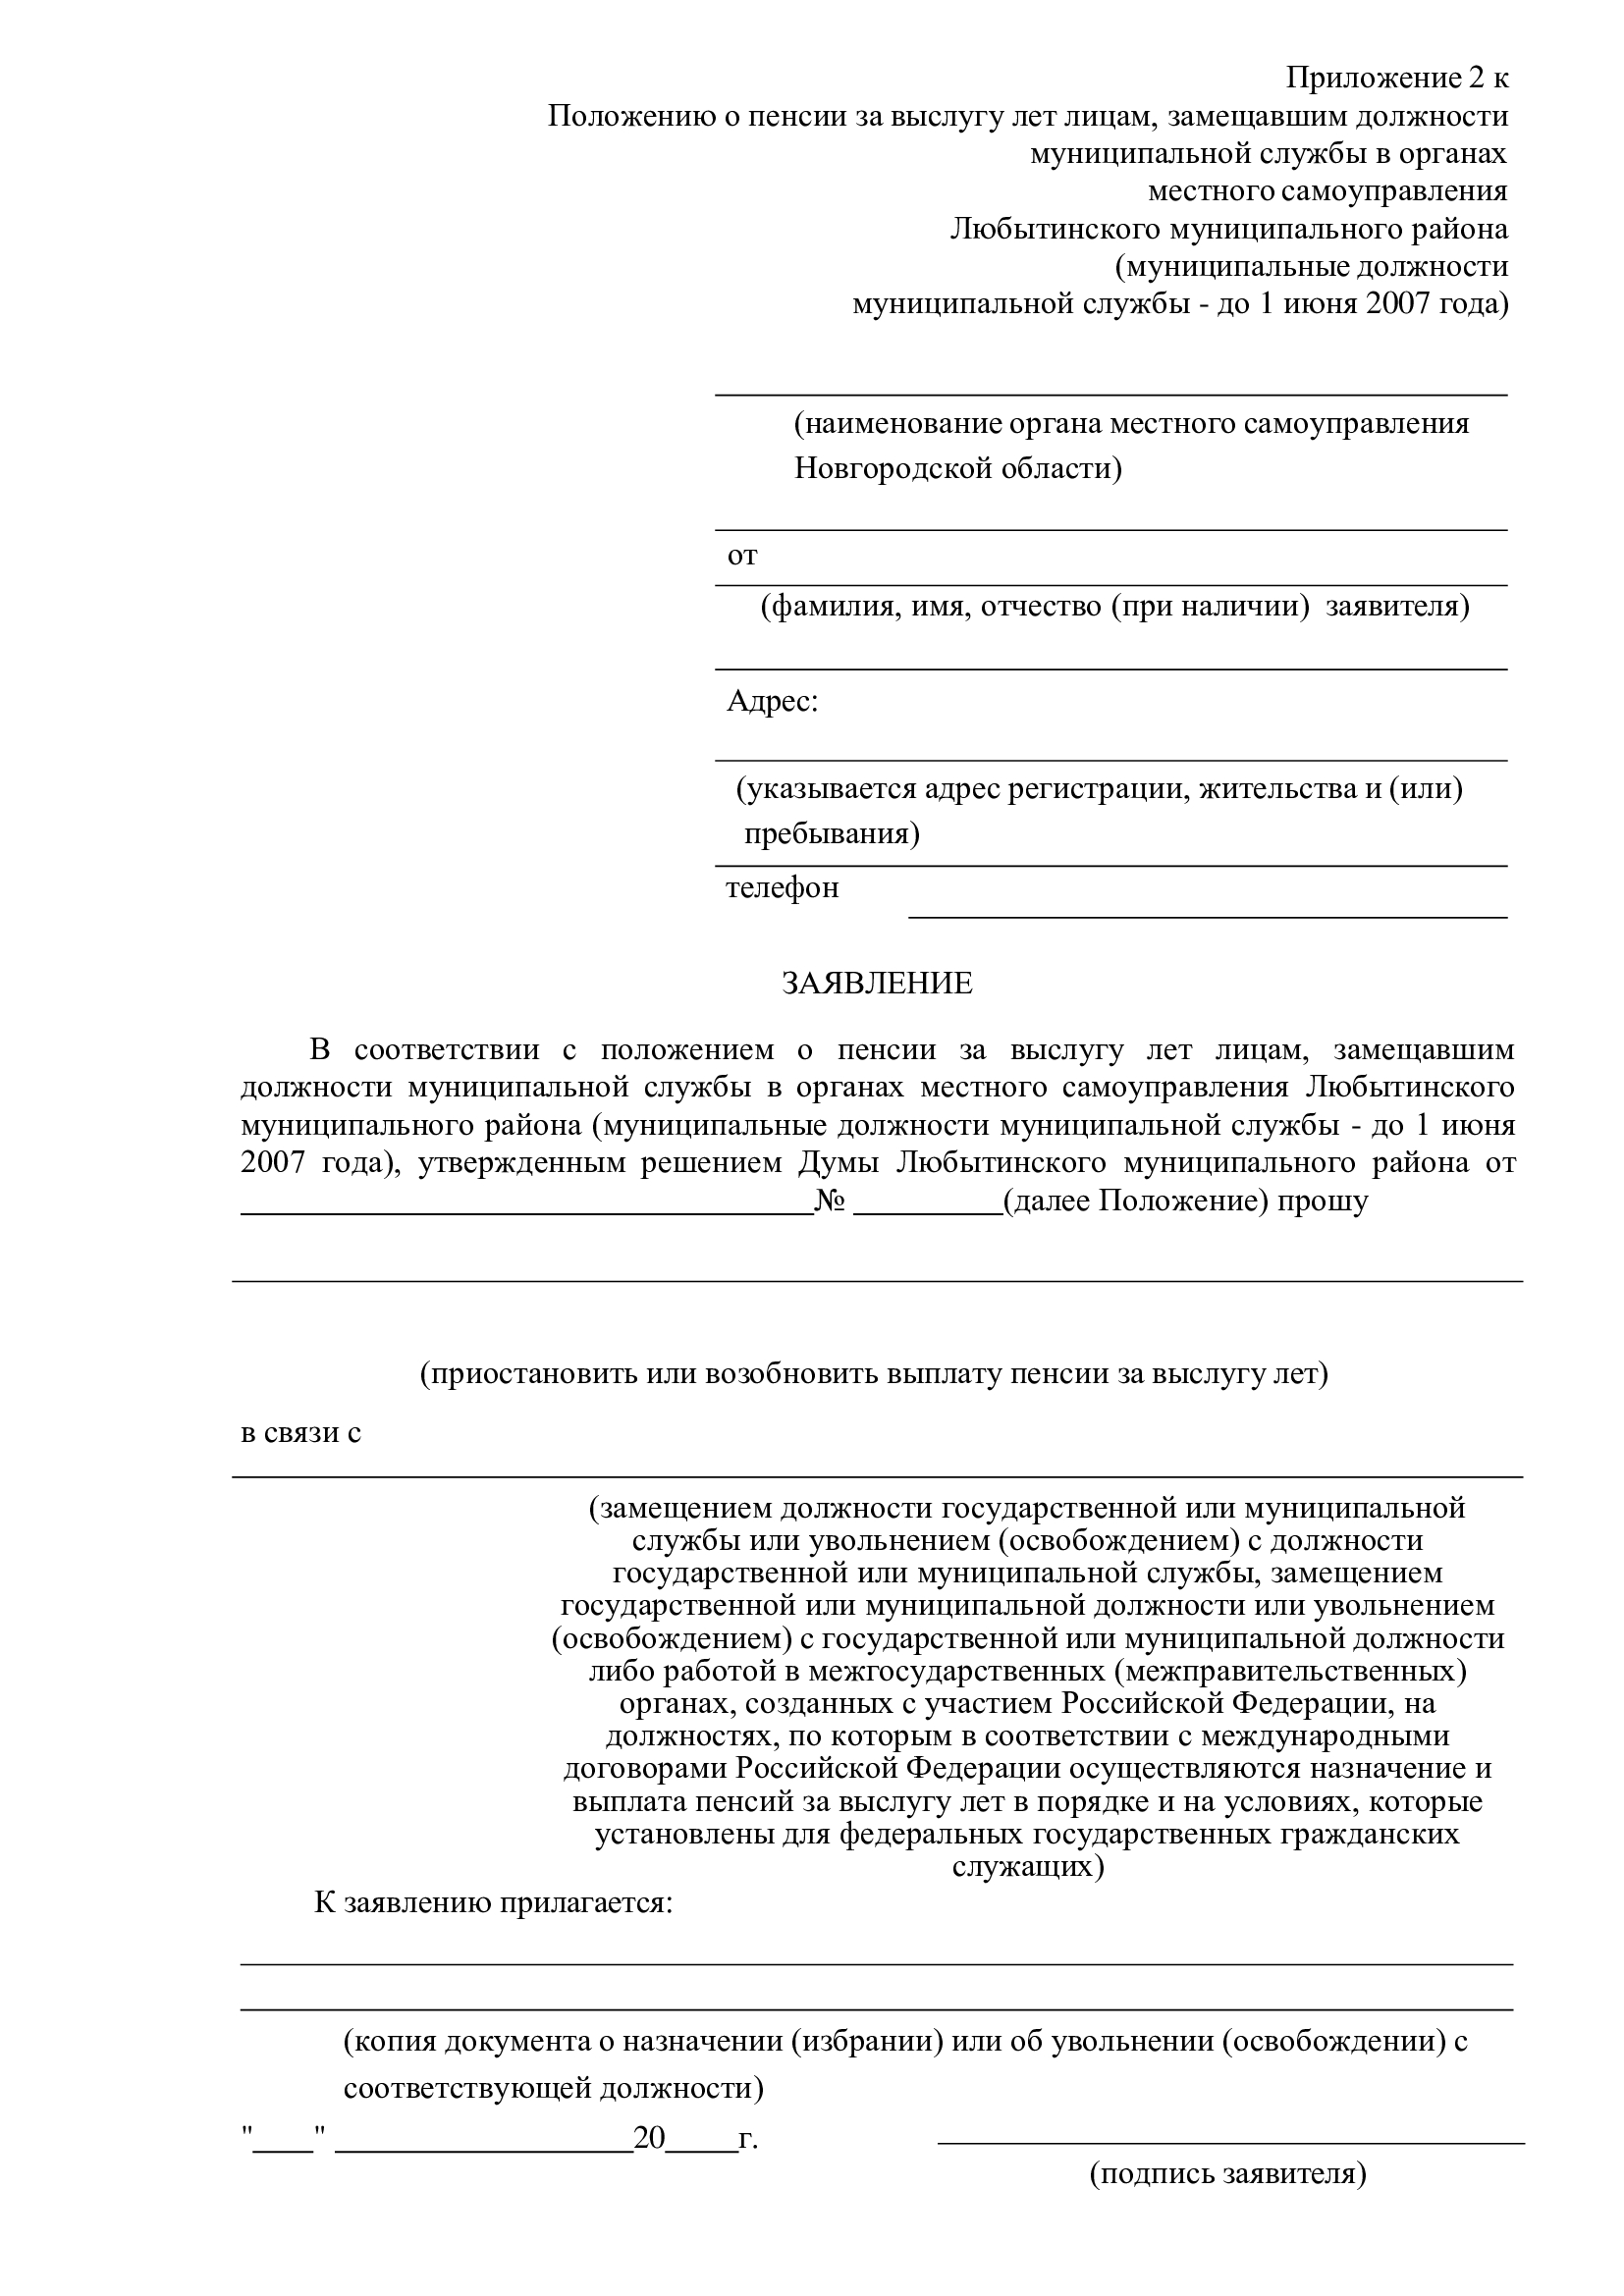 Приложение 2 к
Положению о пенсии за выслугу лет лицам, замещавшим должности
муниципальной службы в органах
местного самоуправления
Любытинского муниципального района
(муниципальные должности
муниципальной службы - до 1 июня 2007 года)
(наименование органа местного самоуправления
Новгородской области)
от
(фамилия, имя, отчество (при наличии) заявителя)
Адрес:
(указывается адрес регистрации, жительства и (или)
пребывания)
телефон
ЗАЯВЛЕНИЕ
В соответствии с положением о пенсии за выслугу лет лицам, замещавшим
должности муниципальной службы в органах местного самоуправления Любытинского
муниципального района (муниципальные должности муниципальной службы - до 1 июня
2007 года), утвержденным решением Думы Любытинского муниципального района от
___________________________________№ _________(далее Положение) прошу
(приостановить или возобновить выплату пенсии за выслугу лет)
в связи с
(замещением должности государственной или муниципальной
службы или увольнением (освобождением) с должности
государственной или муниципальной службы, замещением
государственной или муниципальной должности или увольнением
(освобождением) с государственной или муниципальной должности
либо работой в межгосударственных (межправительственных)
органах, созданных с участием Российской Федерации, на
должностях, по которым в соответствии с международными
договорами Российской Федерации осуществляются назначение и
выплата пенсий за выслугу лет в порядке и на условиях, которые
установлены для федеральных государственных гражданских
служащих)
К заявлению прилагается:
(копия документа о назначении (избрании) или об увольнении (освобождении) с
соответствующей должности)
"____" __________________20____г.
(подпись заявителя)